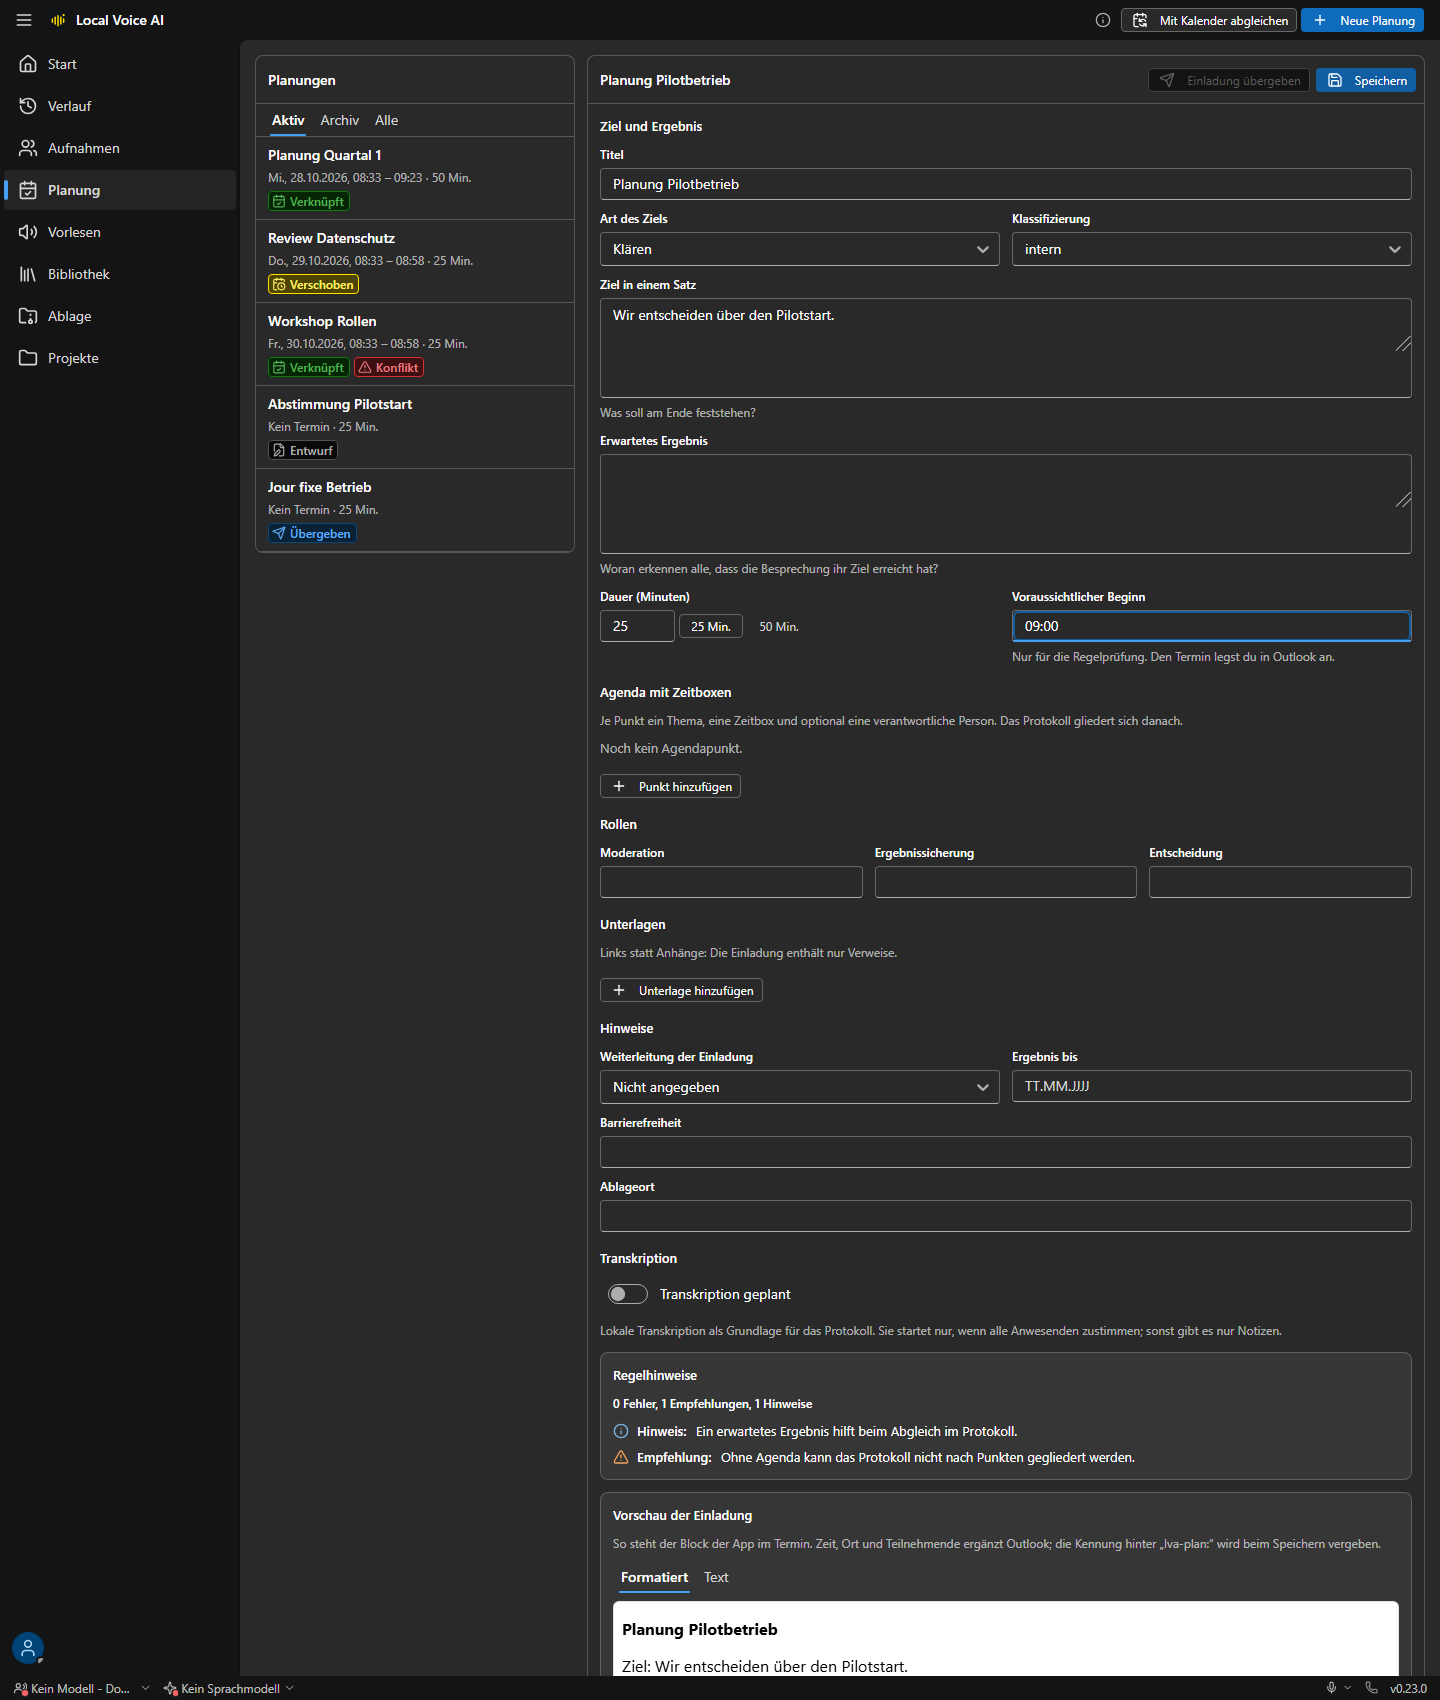 Local Voice AI
Mit Kalender abgleichen
Neue Planung
Start
Verlauf
Aufnahmen
Planung
Vorlesen
Bibliothek
Ablage
Projekte
Planungen
Aktiv Archiv Alle
Planung Quartal 1
Mi., 28.10.2026, 08:33 – 09:23 · 50 Min.
Verknüpft
Review Datenschutz
Do., 29.10.2026, 08:33 – 08:58 · 25 Min.
Verschoben
Workshop Rollen
Fr., 30.10.2026, 08:33 – 08:58 · 25 Min.
Verknüpft Konflikt
Abstimmung Pilotstart
Kein Termin · 25 Min.
Entwurf
Jour fixe Betrieb
Kein Termin · 25 Min.
Übergeben
Planung Pilotbetrieb
Einladung übergeben
Speichern
Ziel und Ergebnis
Titel
Planung Pilotbetrieb
Art des Ziels Klassifizierung
Klären intern
Ziel in einem Satz
Wir entscheiden über den Pilotstart.
Was soll am Ende feststehen?
Erwartetes Ergebnis
Woran erkennen alle, dass die Besprechung ihr Ziel erreicht hat?
Dauer (Minuten) Voraussichtlicher Beginn
25 25 Min. 50 Min. 09:00
Nur für die Regelprüfung. Den Termin legst du in Outlook an.
Agenda mit Zeitboxen
Je Punkt ein Thema, eine Zeitbox und optional eine verantwortliche Person. Das Protokoll gliedert sich danach.
Noch kein Agendapunkt.
Punkt hinzufügen
Rollen
Moderation Ergebnissicherung Entscheidung
Unterlagen
Links statt Anhänge: Die Einladung enthält nur Verweise.
Unterlage hinzufügen
Hinweise
Weiterleitung der Einladung Ergebnis bis
Nicht angegeben TT.MM.JJJJ
Barrierefreiheit
Ablageort
Transkription
Transkription geplant
Lokale Transkription als Grundlage für das Protokoll. Sie startet nur, wenn alle Anwesenden zustimmen; sonst gibt es nur Notizen.
Regelhinweise
0 Fehler, 1 Empfehlungen, 1 Hinweise
Hinweis: Ein erwartetes Ergebnis hilft beim Abgleich im Protokoll.
Empfehlung: Ohne Agenda kann das Protokoll nicht nach Punkten gegliedert werden.
Vorschau der Einladung
So steht der Block der App im Termin. Zeit, Ort und Teilnehmende ergänzt Outlook; die Kennung hinter „lva-plan:“ wird beim Speichern vergeben.
Formatiert Text
Planung Pilotbetrieb
Ziel: Wir entscheiden über den Pilotstart.
Kein Modell - Do... Kein Sprachmodell v0.23.0